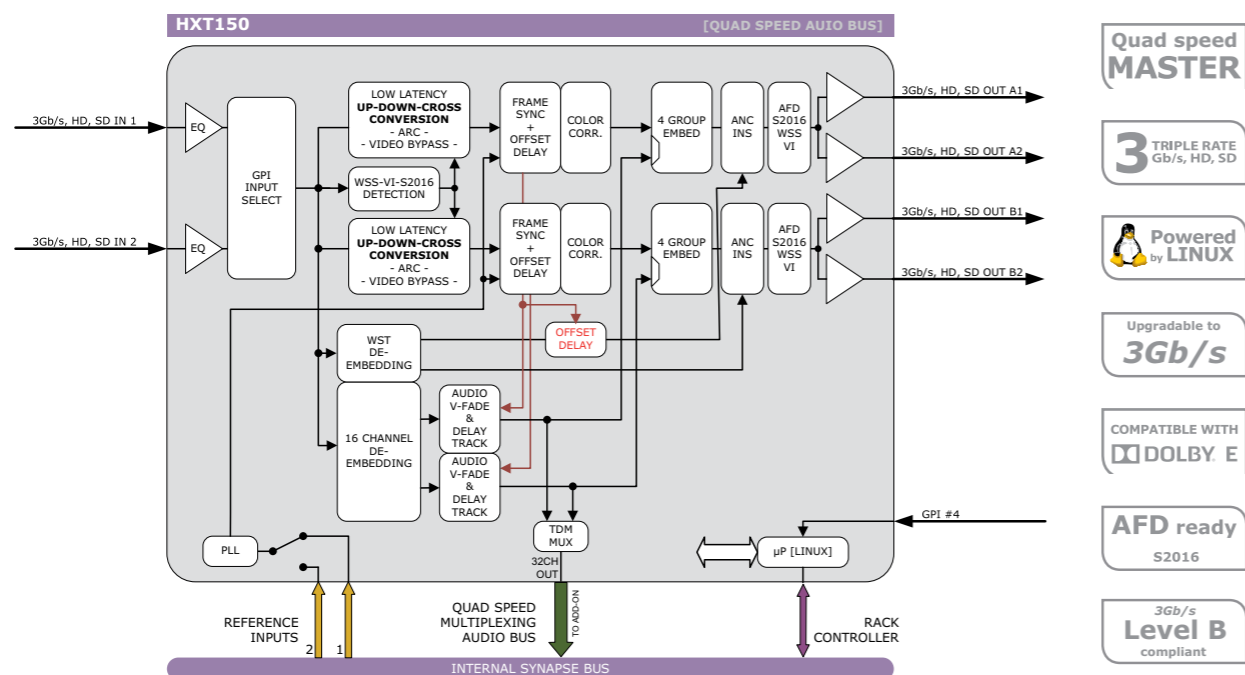 HXT150
[QUAD SPEED AUIO BUS]
3Gb/s, HD, SD IN 1
EQ
3Gb/s, HD, SD IN 2
EQ
GPI
INPUT
SELECT
LOW LATENCY
UP-DOWN-CROSS
CONVERSION
- ARC -
- VIDEO BYPASS -
WSS-VI-S2016
DETECTION
LOW LATENCY
UP-DOWN-CROSS
CONVERSION
- ARC -
- VIDEO BYPASS -
FRAME
SYNC
+
OFFSET
DELAY
COLOR
CORR.
4 GROUP
EMBED
ANC
INS
AFD
S2016
WSS
VI
FRAME
SYNC
+
OFFSET
DELAY
COLOR
CORR.
4 GROUP
EMBED
ANC
INS
AFD
S2016
WSS
VI
3Gb/s, HD, SD OUT A1
3Gb/s, HD, SD OUT A2
3Gb/s, HD, SD OUT B1
3Gb/s, HD, SD OUT B2
OFFSET
DELAY
WST
DE-
EMBEDDING
16 CHANNEL
DE-
EMBEDDING
AUDIO
V-FADE
&
DELAY
TRACK
AUDIO
V-FADE
&
DELAY
TRACK
TDM
MUX
32CH
OUT
TO ADD-ON
PLL
GPI #4
µP [LINUX]
REFERENCE
INPUTS
2
1
QUAD SPEED
MULTIPLEXING
AUDIO BUS
RACK
CONTROLLER
INTERNAL SYNAPSE BUS
Quad speed
MASTER
3 TRIPLE RATE
Gb/s, HD, SD
Powered
by LINUX
Upgradable to
3Gb/s
COMPATIBLE WITH
DOLBY E
AFD ready
S2016
3Gb/s
Level B
compliant